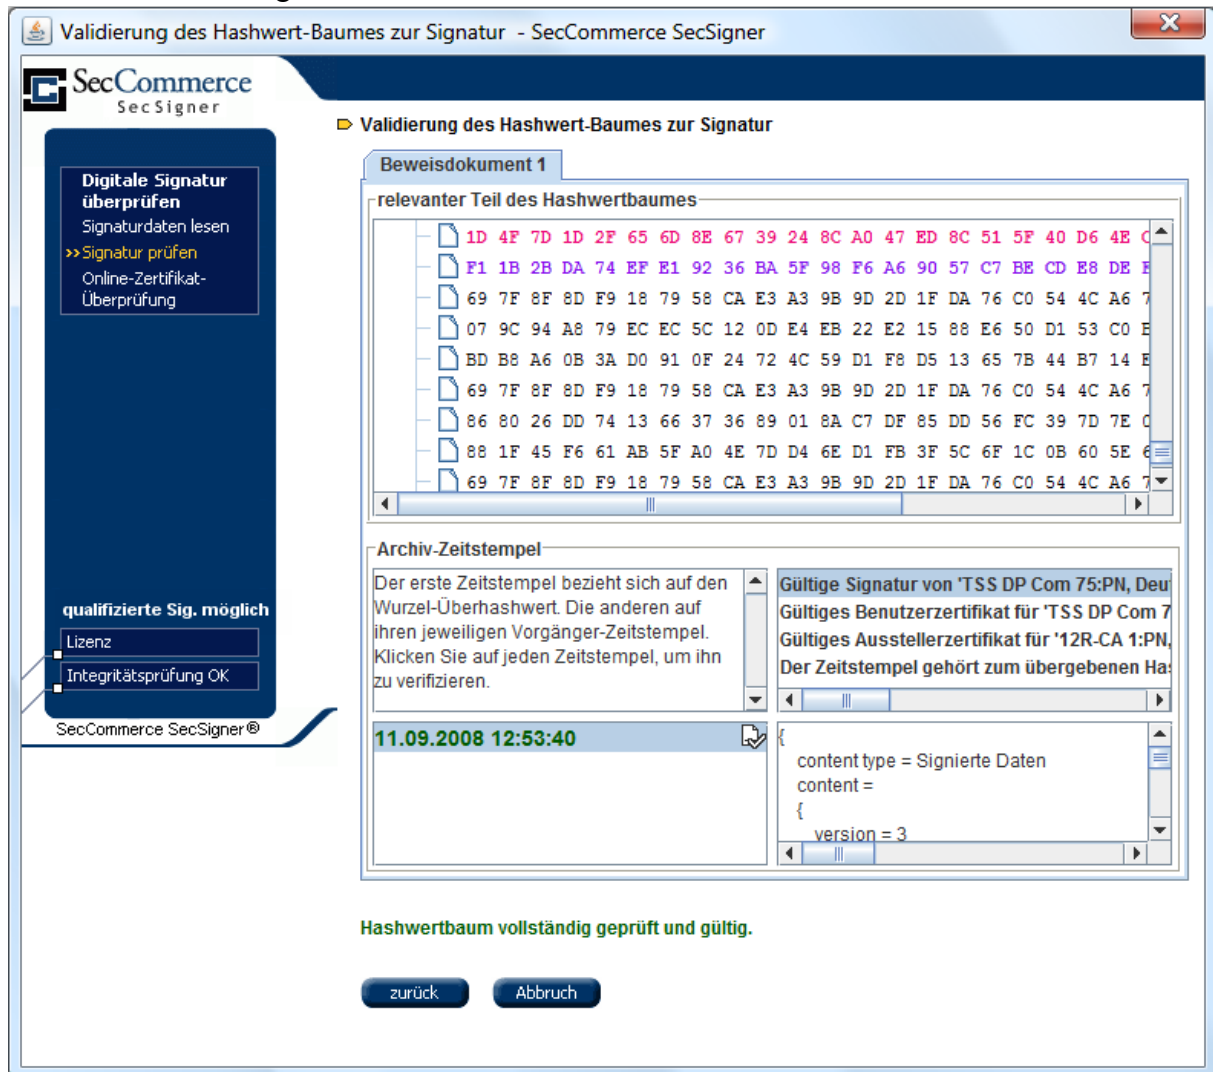 Validierung des Hashwert-Baumes zur Signatur - SecCommerce SecSigner
SecCommerce
SecSigner
Digitale Signatur
überprüfen
Signaturdaten lesen
>>Signatur prüfen
Online-Zertifikat-
Überprüfung
qualifizierte Sig. möglich
Lizenz
Integritätsprüfung OK
SecCommerce SecSigner®
Validierung des Hashwert-Baumes zur Signatur
Beweisdokument 1
relevanter Teil des Hashwertbaumes
1D 4F 7D 1D 2F 65 6D 8E 67 39 24 8C A0 47 ED 8C 51 5F 40 D6 4E
F1 1B 2B DA 74 EF E1 92 36 BA 5F 98 F6 A6 90 57 C7 BE CD E8 DE
69 7F 8F 8D F9 18 79 58 CA E3 A3 9B 9D 2D 1F DA 76 C0 54 4C A6
07 9C 94 A8 79 EC EC 5C 12 0D E4 EB 22 E2 15 88 E6 50 D1 53 C0
BD B8 A6 0B 3A D0 91 0F 24 72 4C 59 D1 F8 D5 13 65 7B 44 B7 14
69 7F 8F 8D F9 18 79 58 CA E3 A3 9B 9D 2D 1F DA 76 C0 54 4C A6
86 80 26 DD 74 13 66 37 36 89 01 8A C7 DF 85 DD 56 FC 39 7D 7E
88 1F 45 F6 61 AB 5F A0 4E 7D D4 6E D1 FB 3F 5C 6F 1C 0B 60 5E
69 7F 8F 8D F9 18 79 58 CA E3 A3 9B 9D 2D 1F DA 76 C0 54 4C A6
Archiv-Zeitstempel
Der erste Zeitstempel bezieht sich auf den
Wurzel-Überhashwert. Die anderen auf
ihren jeweiligen Vorgänger-Zeitstempel.
Klicken Sie auf jeden Zeitstempel, um ihn
zu verifizieren.
Gültige Signatur von 'TSS DP Com 75:PN, Deu
Gültiges Benutzerzertifikat für 'TSS DP Com 7
Gültiges Ausstellerzertifikat für '12R-CA 1:PN,
Der Zeitstempel gehört zum übergebenen Ha
11.09.2008 12:53:40
{
content type = Signierte Daten
content =
{
version = 3
Hashwertbaum vollständig geprüft und gültig.
zurück
Abbruch